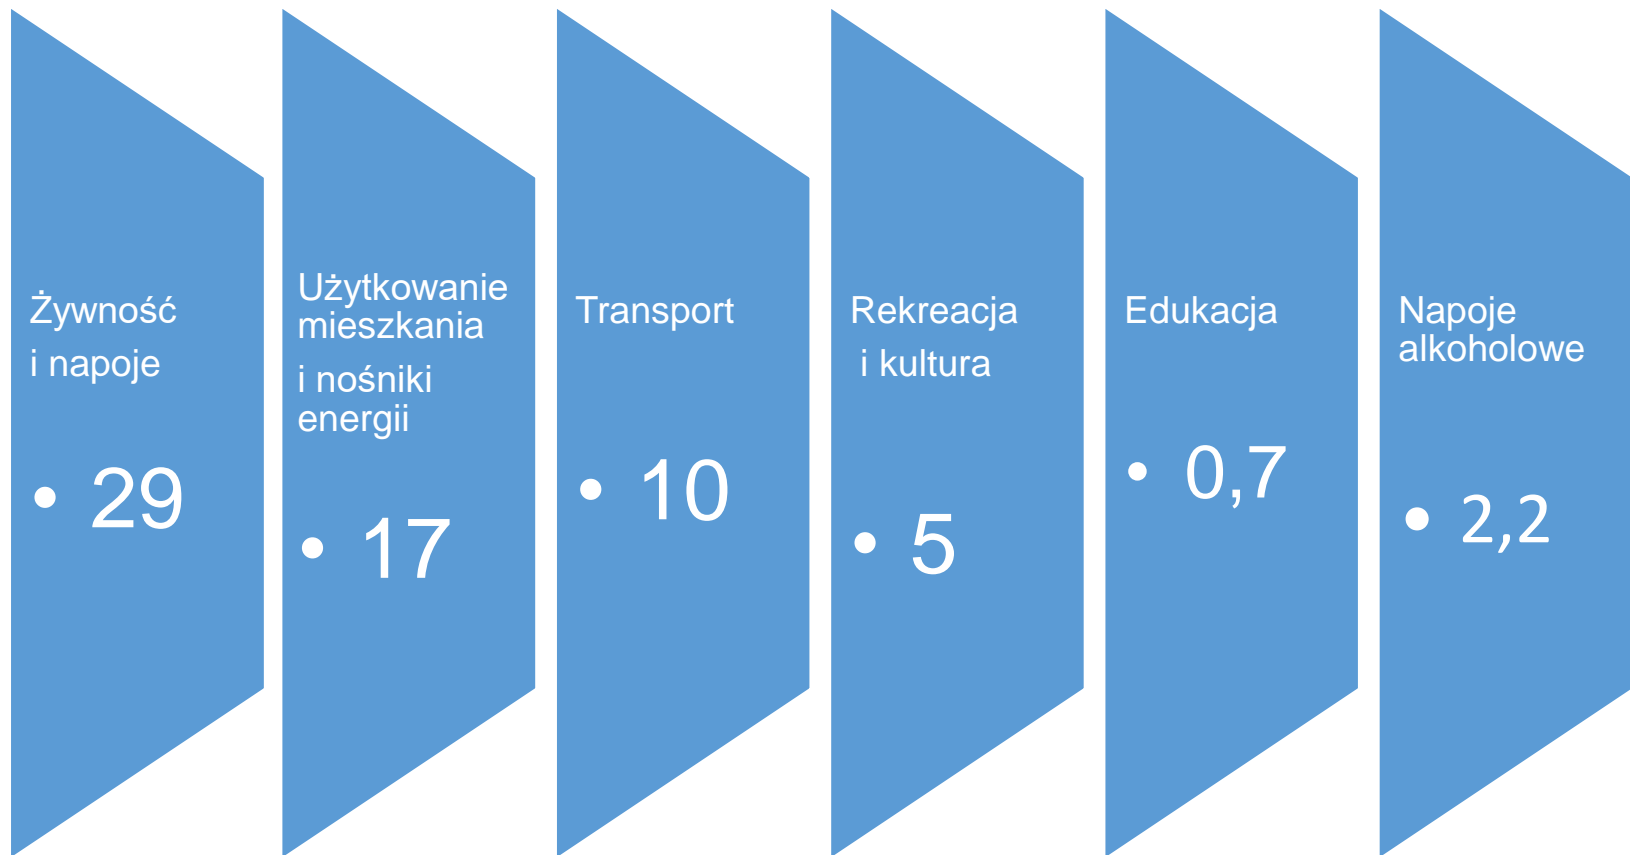 Żywność
i napoje
• 29
Użytkowanie
mieszkania
i nośniki
energii
• 17
Transport
• 10
Rekreacja
i kultura
• 5
Edukacja
• 0,7
Napoje
alkoholowe
• 2,2